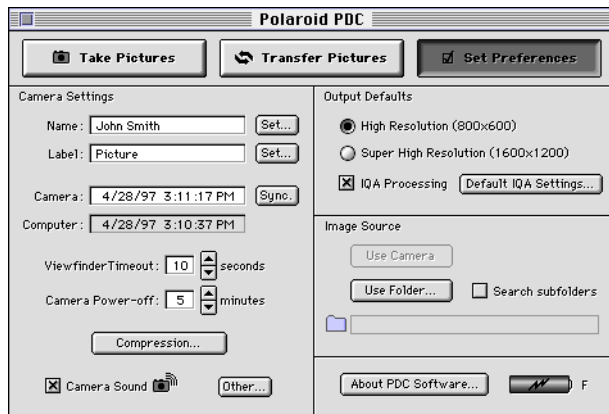 Polaroid PDC
Take Pictures
Transfer Pictures
Set Preferences
Camera Settings
Name: John Smith Set...
Label: Picture Set...
Camera: 4/28/97 3:11:17 PM Sync.
Computer: 4/28/97 3:10:37 PM
ViewfinderTimeout: 10 seconds
Camera Power-off: 5 minutes
Compression...
Camera Sound Other...
Output Defaults
High Resolution (800x600)
Super High Resolution (1600x1200)
IQA Processing Default IQA Settings...
Image Source
Use Camera
Use Folder... Search subfolders
About PDC Software... F